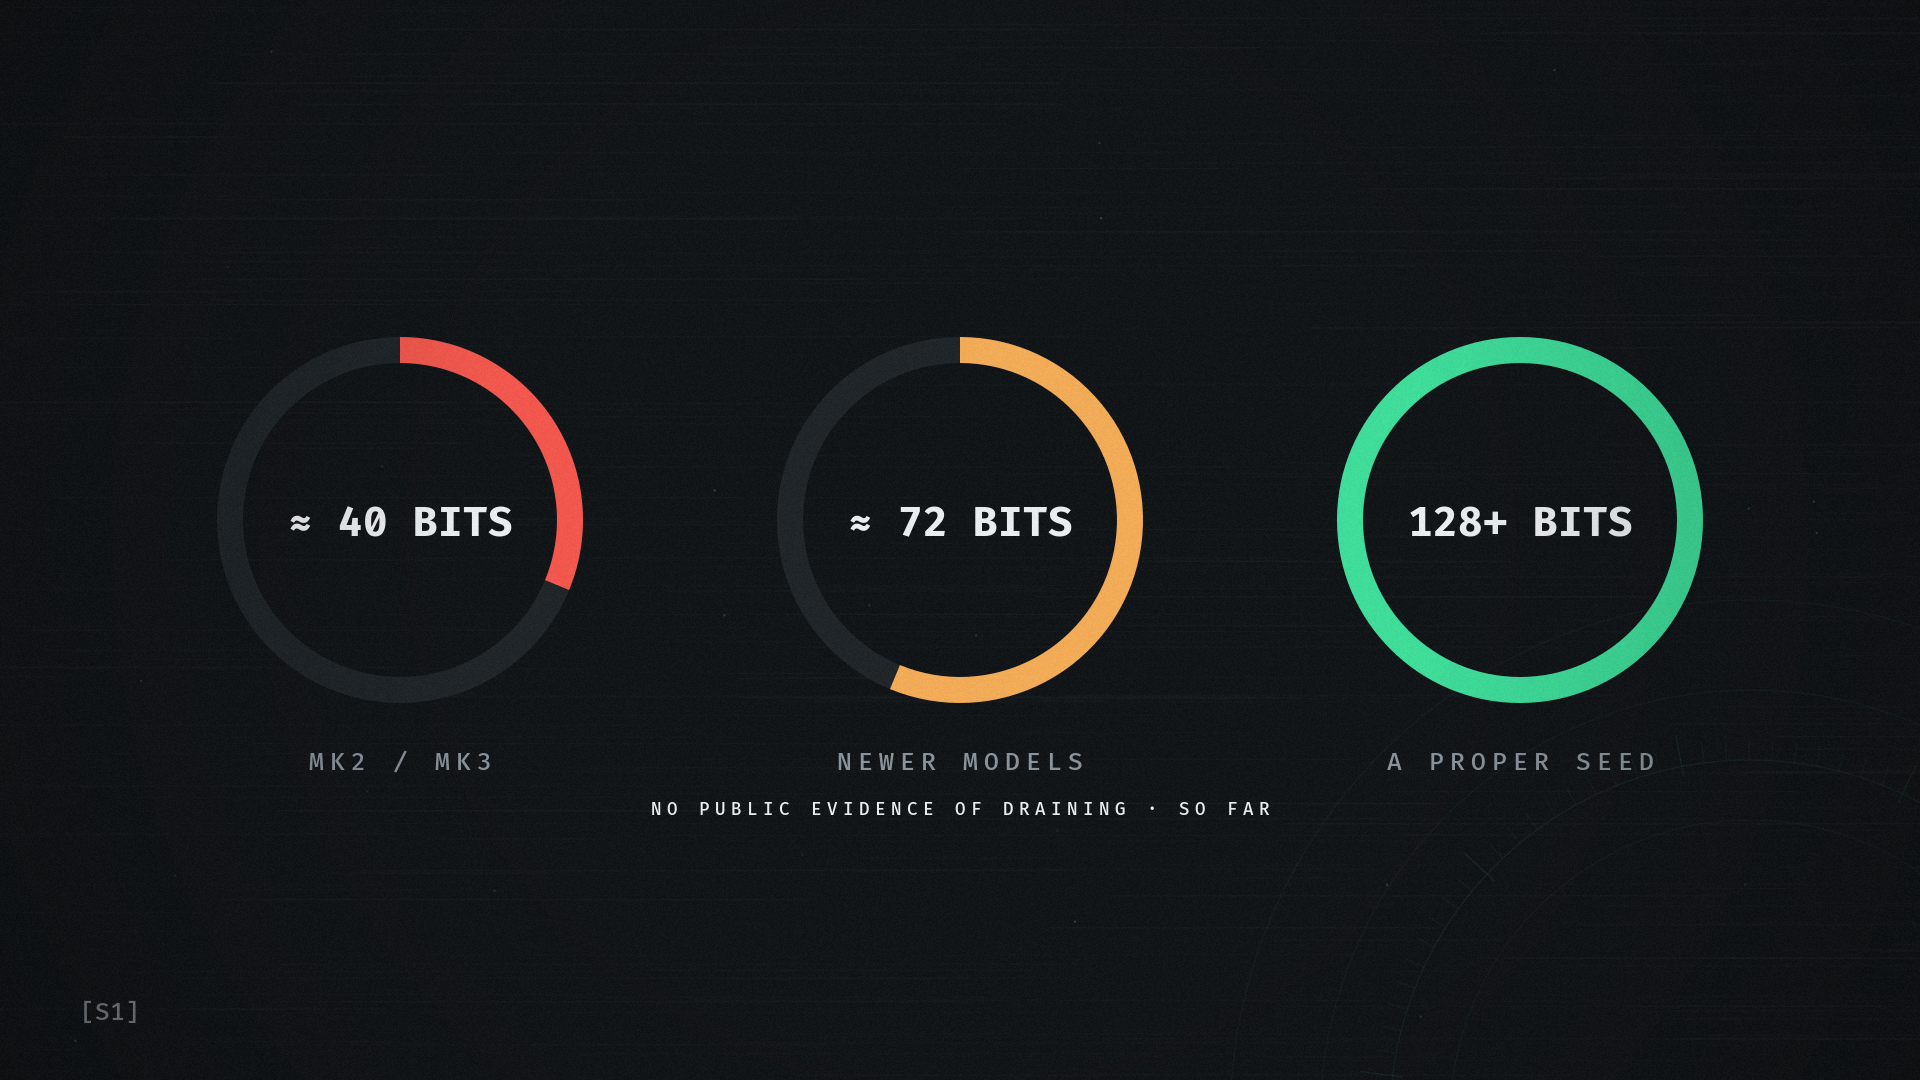 ≈ 40 BITS
≈ 72 BITS
128+ BITS
MK2 / MK3
NEWER MODELS
A PROPER SEED
NO PUBLIC EVIDENCE OF DRAINING · SO FAR
[S1]